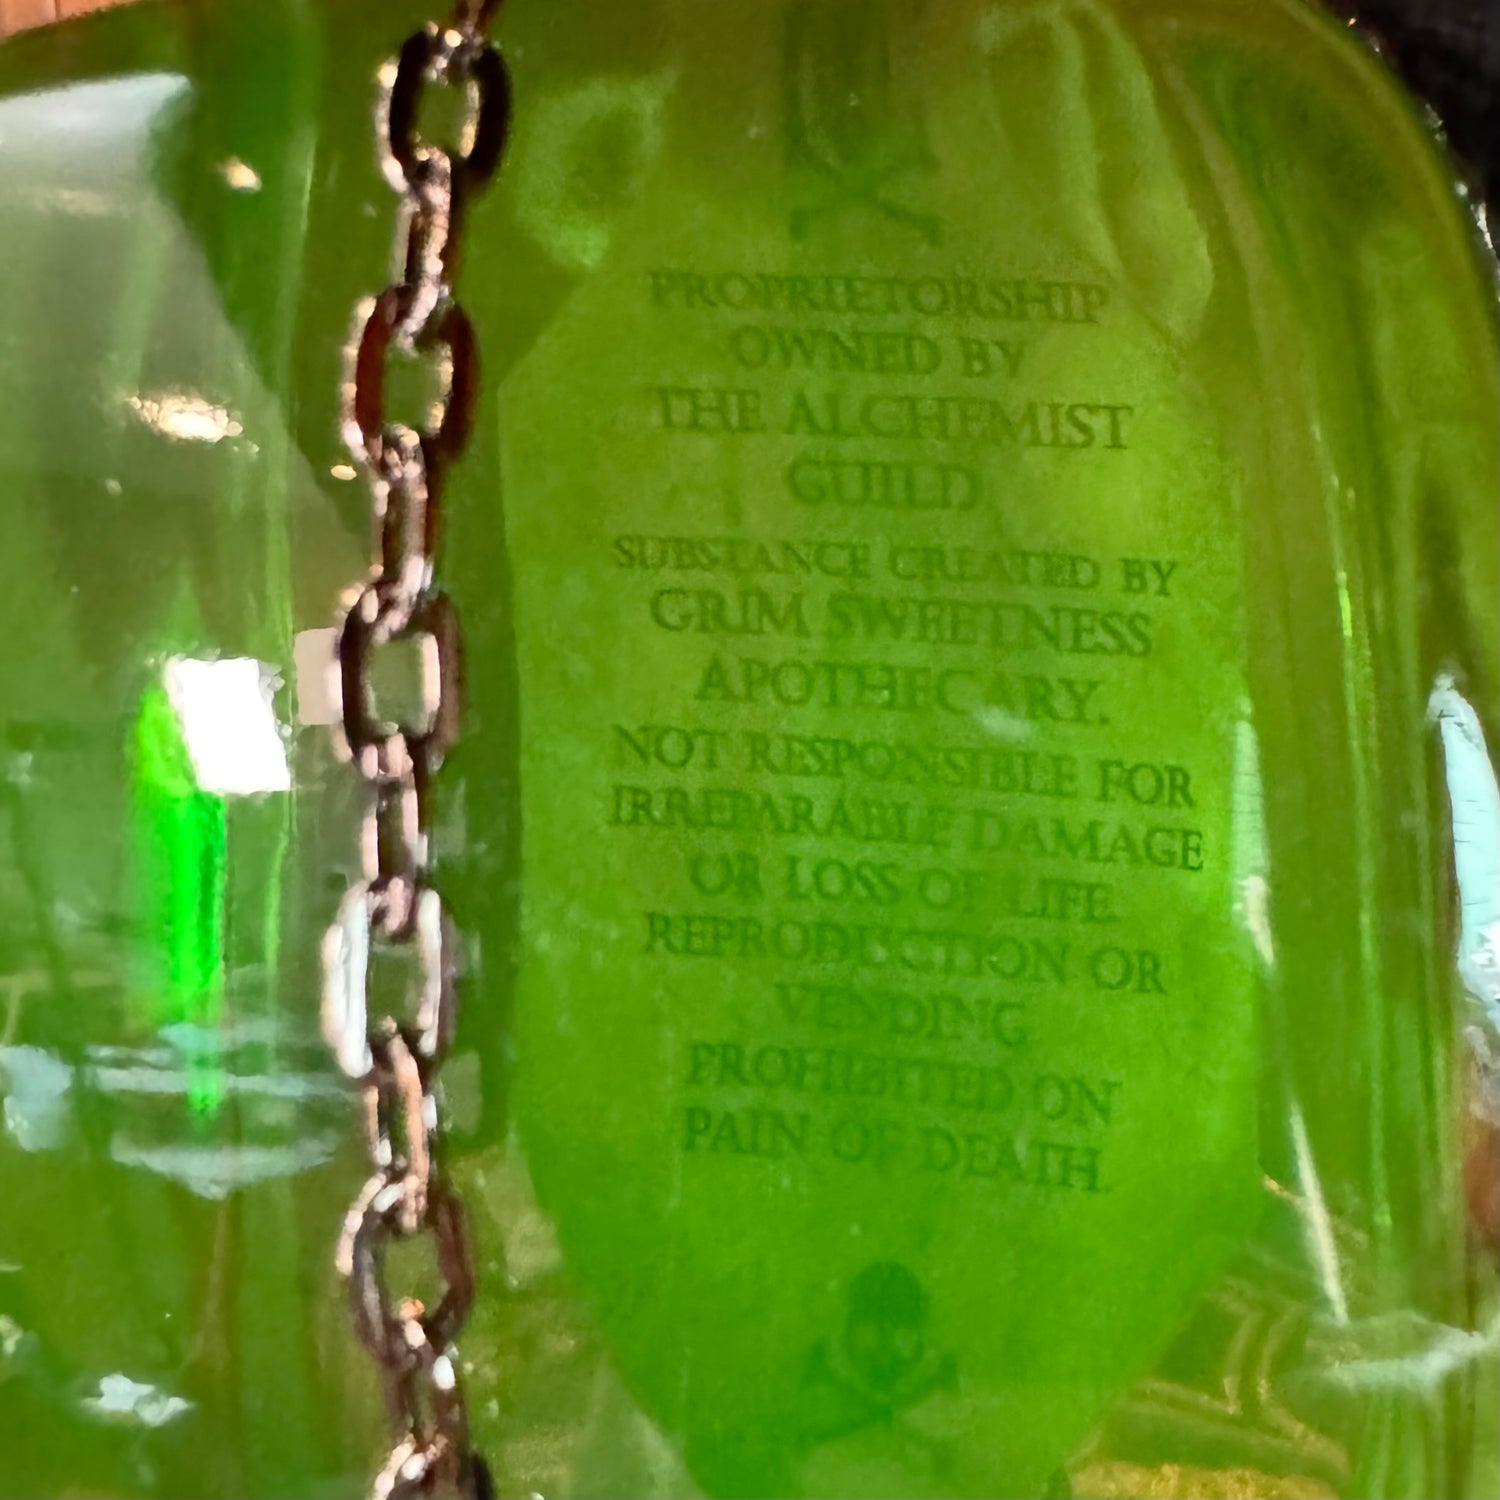 PROPRIETORSHIP
OWNED BY
THE ALCHEMIST
GUILD
SUBSTANCE CREATED BY
GRIM SWEETNESS
APOTHECARY.
NOT RESPONSIBLE FOR
IRREPARABLE DAMAGE
OR LOSS OF LIFE.
REPRODUCTION OR
VENDING
PROHIBITED ON
PAIN OF DEATH.